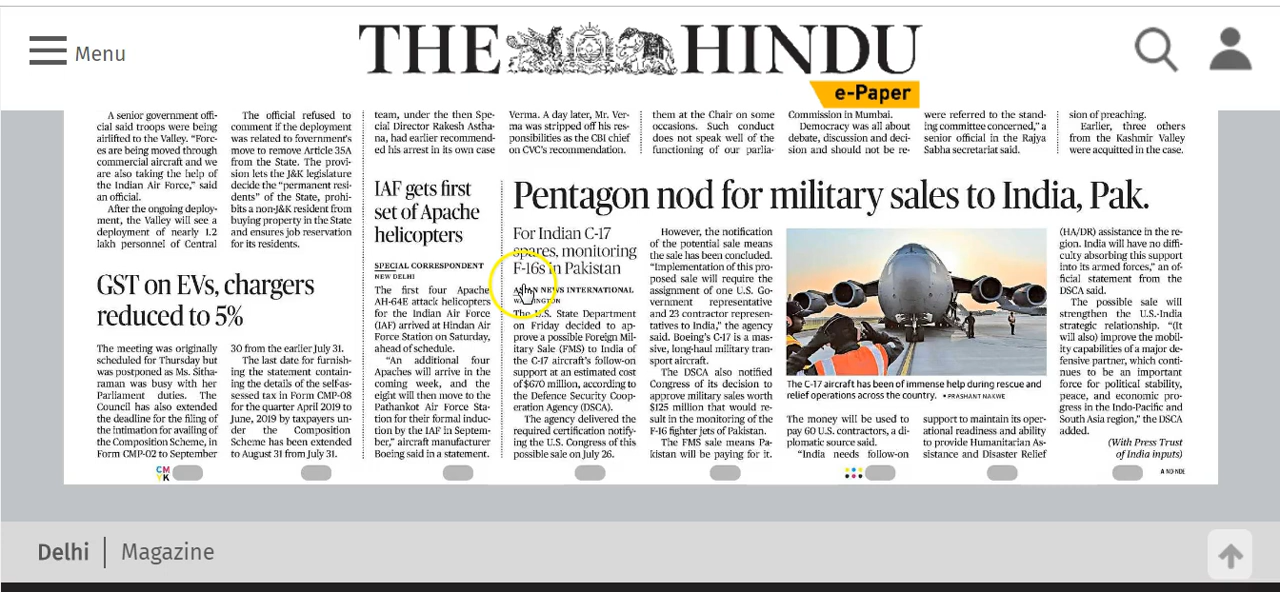 Menu
THE HINDU
e-Paper
A senior government offi-
cial said troops were being
airlifted to the Valley. “Forc-
es are being moved through
commercial aircraft and we
are also taking the help of
the Indian Air Force,” said
an official.
After the ongoing deploy-
ment, the Valley will see a
deployment of nearly 1.2
lakh personnel of Central
The official refused to
comment if the deployment
was related to fovernment's
move to remove Article 35A
from the State. The provi-
sion lets the J&K legislature
decide the “permanent resi-
dents” of the State, prohi-
bits a non-J&K resident from
buying property in the State
and ensures job reservation
for its residents.
GST on EVs, chargers
reduced to 5%
The meeting was originally
scheduled for Thursday but
was postponed as Ms. Sitha-
raman was busy with her
Parliament duties. The
Council has also extended
the deadline for the filing of
the intimation for availing of
the Composition Scheme, in
Form CMP-02 to September
30 from the earlier July 31.
The last date for furnish-
ing the statement contain-
ing the details of the self-as-
sessed tax in Form CMP-08
for the quarter April 2019 to
June, 2019 by taxpayers un-
der the Composition
Scheme has been extended
to August 31 from July 31.
team, under the then Spe
cial Director Rakesh Astha-
na, had earlier recommend
ed his arrest in its own case
Verma. A day later, Mr. Ver-
ma was stripped off his res-
ponsibilities as the CBI chief
on CVC's recommendation.
them at the Chair on some
occasions. Such conduct
does not speak well of the
functioning of our parlia-
Commission in Mumbai.
Democracy was all about
debate, discussion and deci-
sion and should not be re-
were referred to the stand-
ing committee concerned,” a
senior official in the Rajya
Sabha secretariat said.
sion of preaching.
Earlier, three others
from the Kashmir Valley
were acquitted in the case.
IAF gets first
set of Apache
helicopters
SPECIAL CORRESPONDENT
NEW DELHI
The first four Apache
AH-64E attack helicopters
for the Indian Air Force
(IAF) arrived at Hindan Air
Force Station on Saturday,
ahead of schedule.
“An additional four
Apaches will arrive in the
coming week, and the
eight will then move to the
Pathankot Air Force Sta-
tion for their formal induc-
tion by the IAF in Septem-
ber,” aircraft manufacturer
Boeing said in a statement.
Pentagon nod for military sales to India, Pak.
For Indian C-17
spares, monitoring
F-16s in Pakistan
ASIAN NEWS INTERNATIONAL
WASHINGTON
The U.S. State Department
on Friday decided to ap-
prove a possible Foreign Mil-
itary Sale (FMS) to India of
the C-17 aircraft's follow-on
support at an estimated cost
of $670 million, according to
the Defence Security Coop-
eration Agency (DSCA).
The agency delivered the
required certification notify-
ing the U.S. Congress of this
possible sale on July 26.
However, the notification
of the potential sale means
the sale has been concluded.
“Implementation of this pro-
posed sale will require the
assignment of one U.S. Go-
vernment representative
and 23 contractor represen-
tatives to India,” the agency
said. Boeing's C-17 is a mas-
sive, long-haul military tran-
sport aircraft.
The DSCA also notified
Congress of its decision to
approve military sales worth
$125 million that would re-
sult in the monitoring of the
F-16 fighter jets of Pakistan.
The FMS sale means Pa-
kistan will be paying for it.
The C-17 aircraft has been of immense help during rescue and
relief operations across the country. • PRASHANT NAKWE
The money will be used to
pay 60 U.S. contractors, a di-
plomatic source said.
“India needs follow-on
support to maintain its oper-
ational readiness and ability
to provide Humanitarian As-
sistance and Disaster Relief
(HA/DR) assistance in the re-
gion. India will have no diffi-
culty absorbing this support
into its armed forces,” an of-
ficial statement from the
DSCA said.
The possible sale will
strengthen the U.S.-India
strategic relationship. “(It
will also) improve the mobil-
ity capabilities of a major de-
fensive partner, which conti-
nues to be an important
force for political stability,
peace, and economic pro-
gress in the Indo-Pacific and
South Asia region,” the DSCA
added.
(With Press Trust
of India inputs)
CM
YK
A ND-NDE
Delhi | Magazine